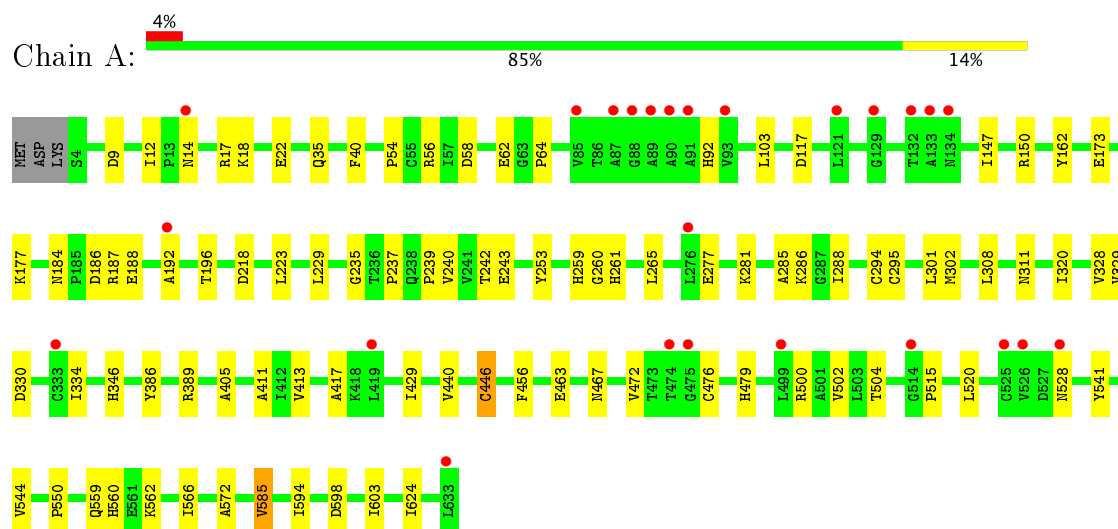 4%
Chain A:
85% 14%
MET ASP LYS S4 D9 I12 P13 N14 R17 K18 E22 Q35 F40 P54 C55 R56 I57 D58 E62 G63 P64 V85 T86 A87 G88 A89 A90 A91 H92 V93 L103 D117 L121 G129 T132 A133 N134 I147 R150 Y162 E173
K177 N184 P185 D186 R187 E188 A192 T196 D218 L223 L229 G235 T236 P237 Q238 P239 V240 V241 T242 E243 Y253 H259 G260 H261 L265 L276 E277 K281 A285 K286 G287 I288 C294 C295 L301 M302 L308 N311 I320 V328
D330 C333 I334 H346 Y386 R389 A405 A411 I412 V413 A417 K418 L419 I429 V440 C446 F456 E463 N467 V472 T473 T474 G475 C476 H479 L499 R500 A501 V502 L503 T504 G514 P515 L520 C525 V526 D527 N528 Y541
V544 P550 Q559 H560 E561 K562 I566 A572 V585 I594 D598 I603 I624 L633